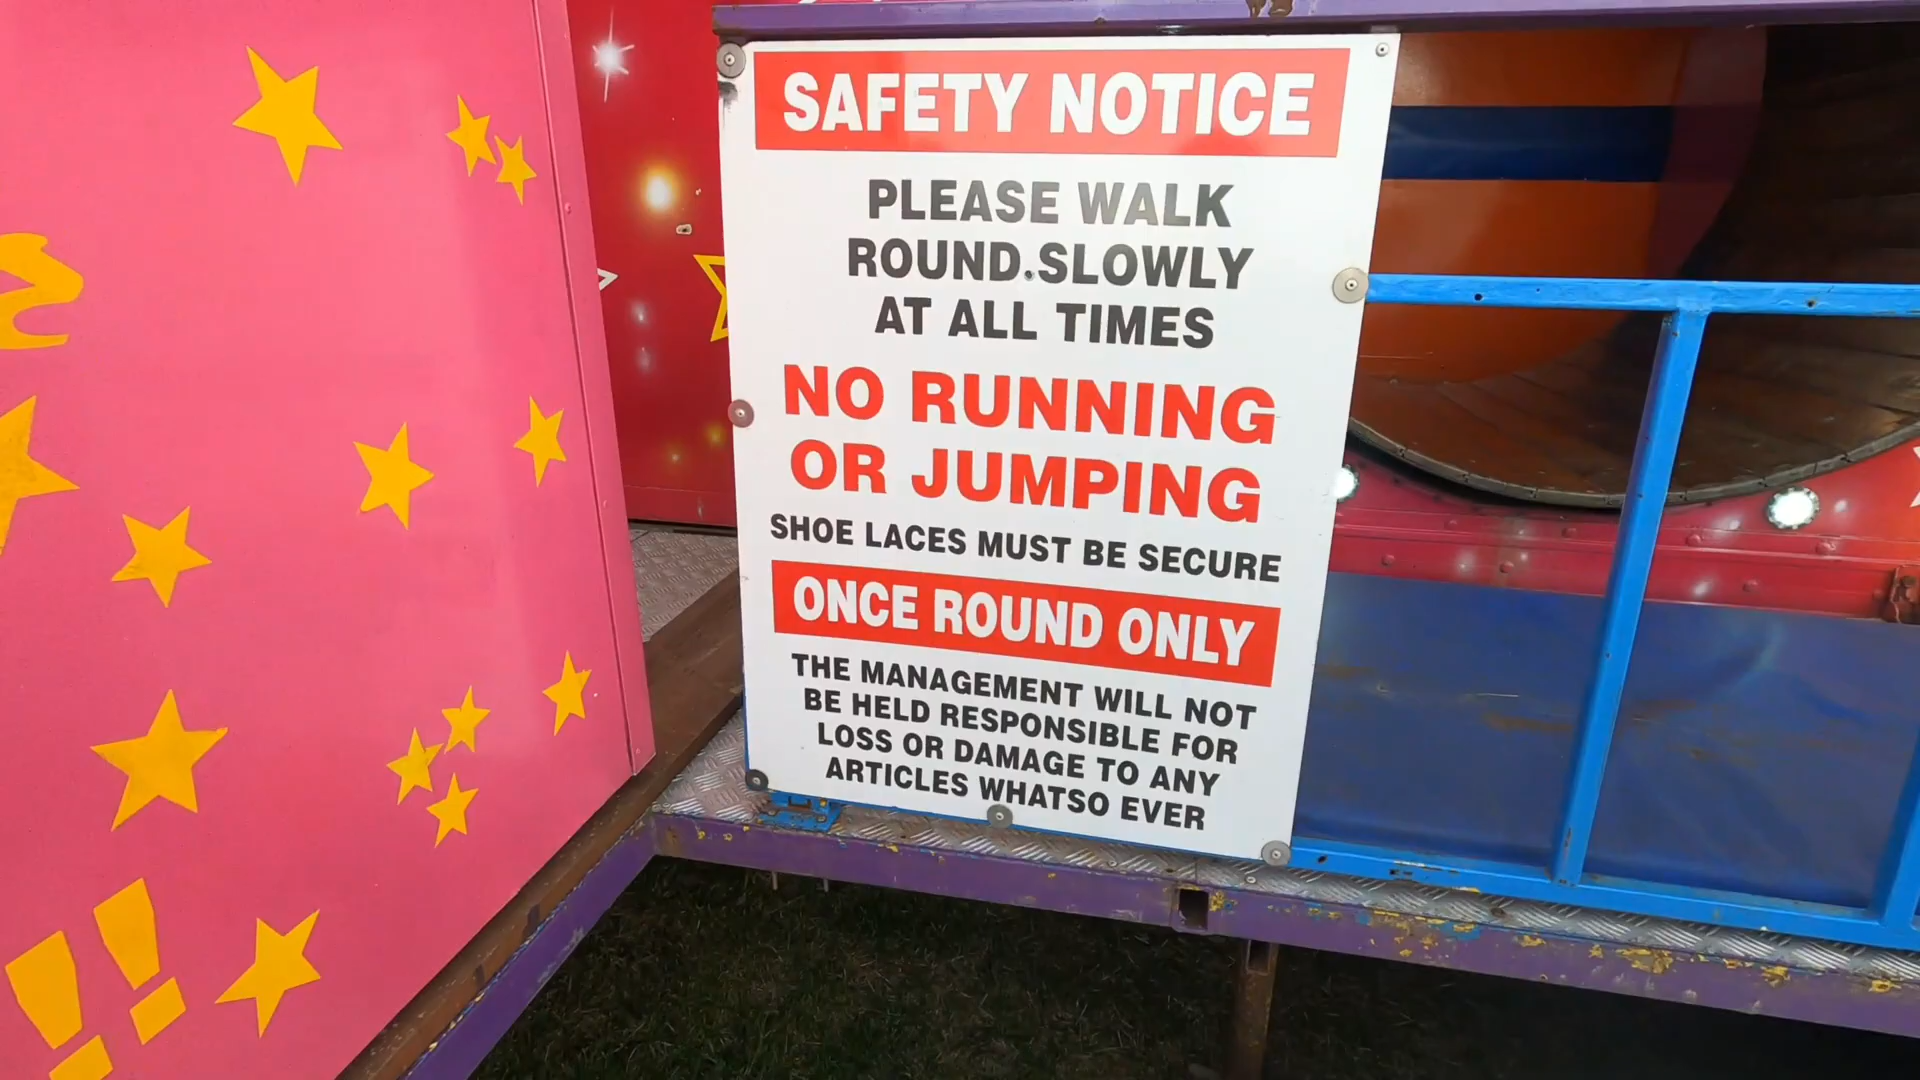 SAFETY NOTICE
PLEASE WALK
ROUND.SLOWLY
AT ALL TIMES
NO RUNNING
OR JUMPING
SHOE LACES MUST BE SECURE
ONCE ROUND ONLY
THE MANAGEMENT WILL NOT
BE HELD RESPONSIBLE FOR
LOSS OR DAMAGE TO ANY
ARTICLES WHATSO EVER
!!